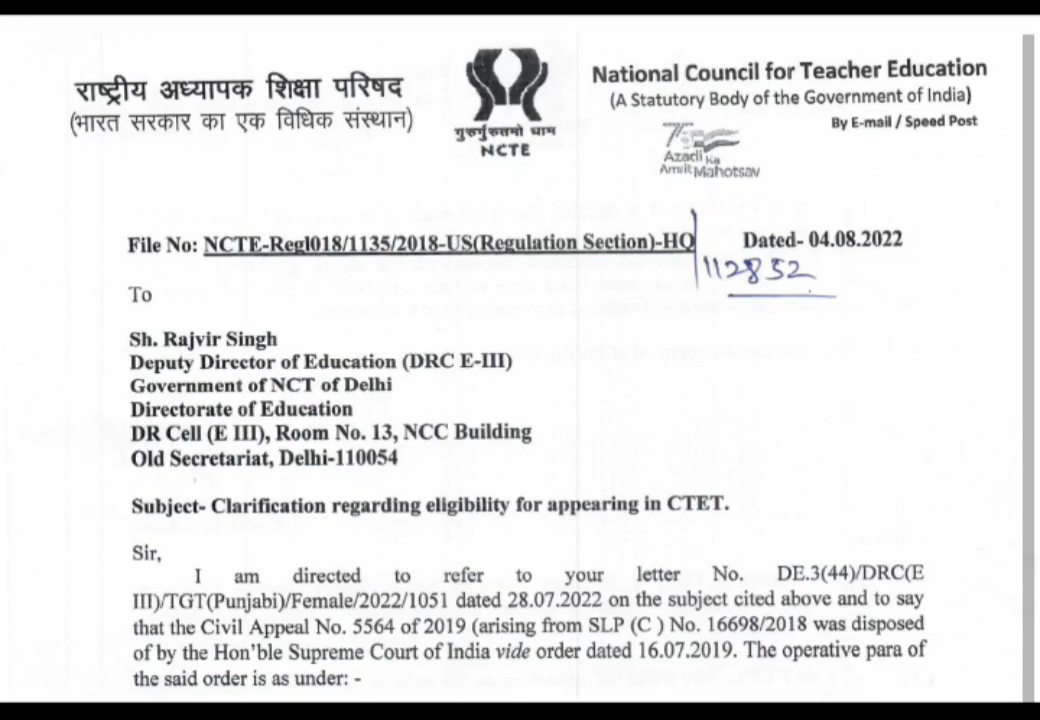 राष्ट्रीय अध्यापक शिक्षा परिषद
(भारत सरकार का एक विधिक संस्थान)
गुरुर्गुरुतमो धाम
NCTE
National Council for Teacher Education
(A Statutory Body of the Government of India)
By E-mail / Speed Post
75
Azadi Ka
Amrit Mahotsav
File No: NCTE-Regl018/1135/2018-US(Regulation Section)-HQ Dated- 04.08.2022
112852
To
Sh. Rajvir Singh
Deputy Director of Education (DRC E-III)
Government of NCT of Delhi
Directorate of Education
DR Cell (E III), Room No. 13, NCC Building
Old Secretariat, Delhi-110054
Subject- Clarification regarding eligibility for appearing in CTET.
Sir,
I am directed to refer to your letter No. DE.3(44)/DRC(E
III)/TGT(Punjabi)/Female/2022/1051 dated 28.07.2022 on the subject cited above and to say
that the Civil Appeal No. 5564 of 2019 (arising from SLP (C ) No. 16698/2018 was disposed
of by the Hon'ble Supreme Court of India vide order dated 16.07.2019. The operative para of
the said order is as under: -